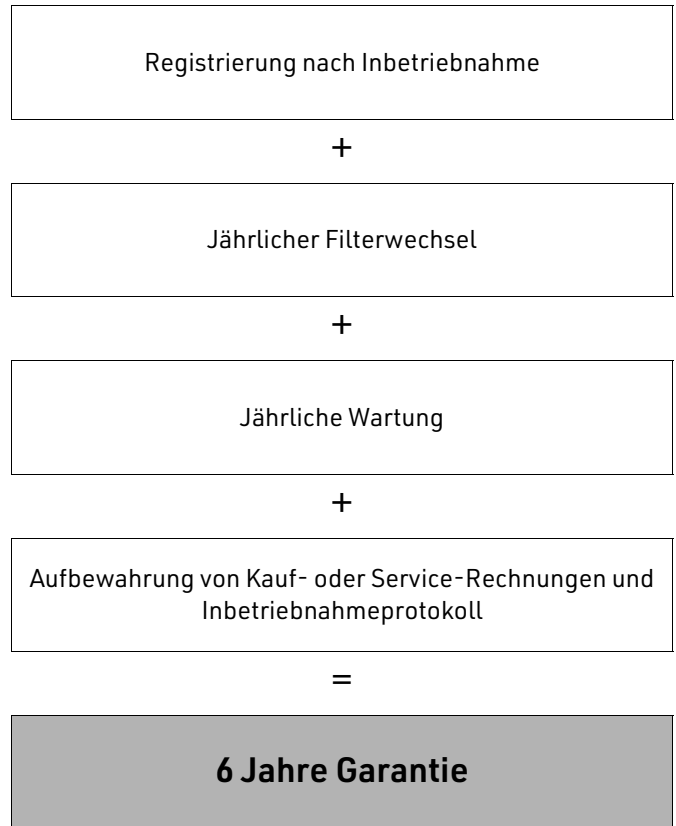 Registrierung nach Inbetriebnahme
+
Jährlicher Filterwechsel
+
Jährliche Wartung
+
Aufbewahrung von Kauf- oder Service-Rechnungen und
Inbetriebnahmeprotokoll
=
6 Jahre Garantie